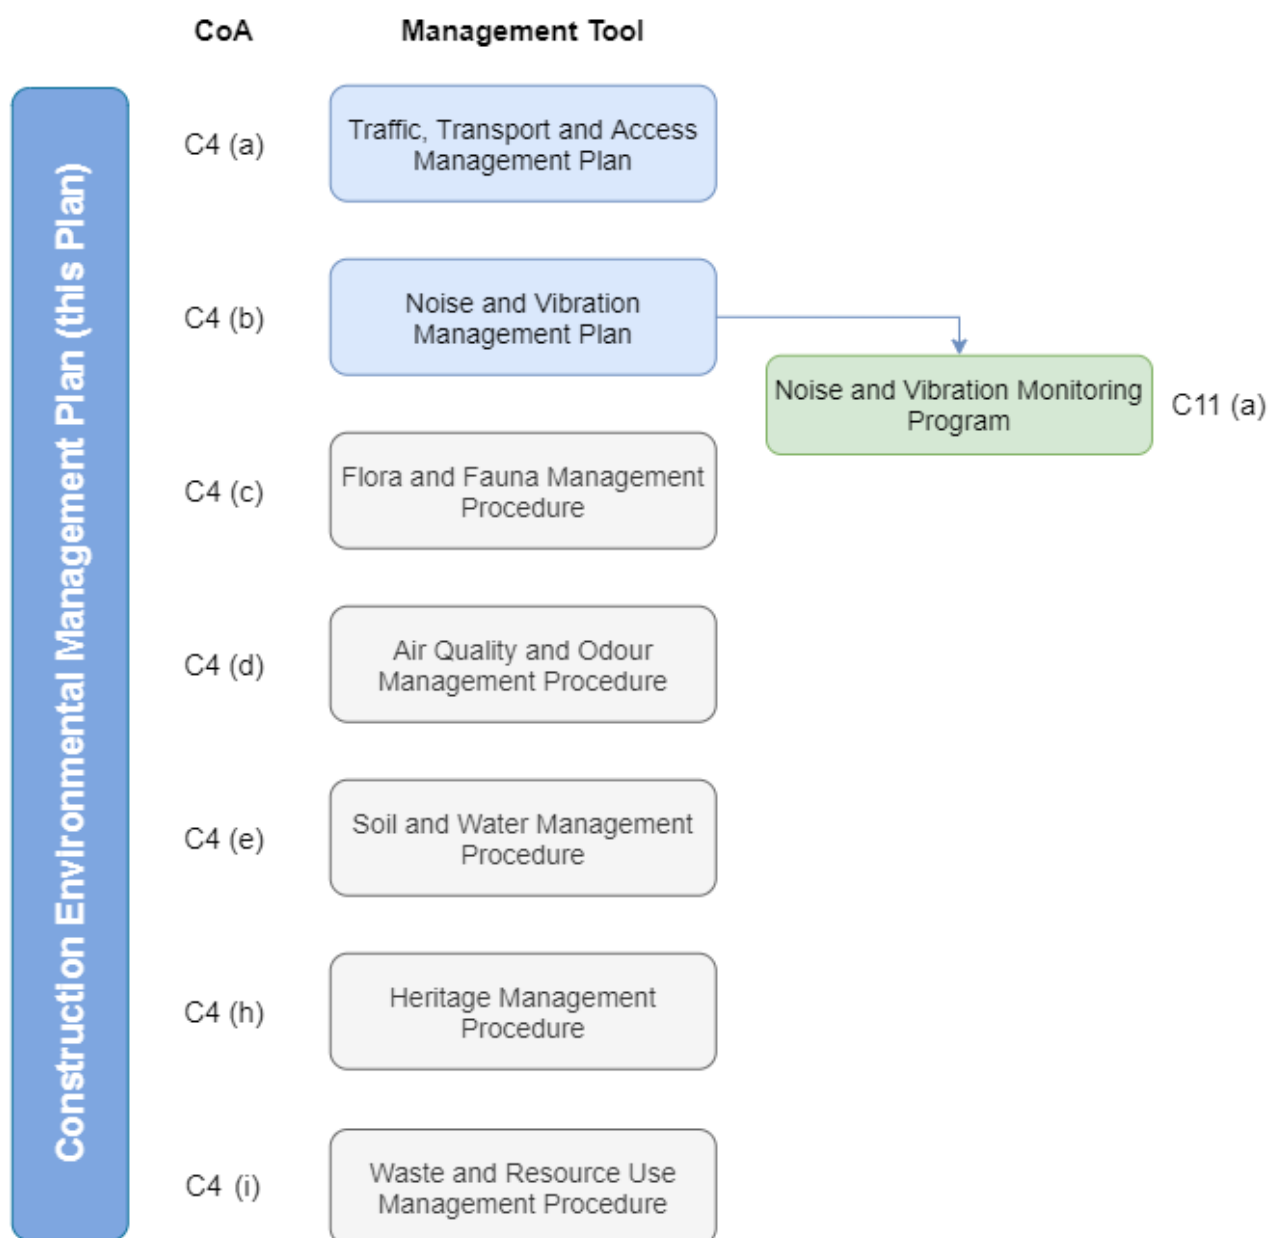 CoA
Management Tool
Construction Environmental Management Plan (this Plan)
C4 (a)
Traffic, Transport and Access
Management Plan
C4 (b)
Noise and Vibration
Management Plan
Noise and Vibration Monitoring
Program
C11 (a)
C4 (c)
Flora and Fauna Management
Procedure
C4 (d)
Air Quality and Odour
Management Procedure
C4 (e)
Soil and Water Management
Procedure
C4 (h)
Heritage Management
Procedure
C4 (i)
Waste and Resource Use
Management Procedure